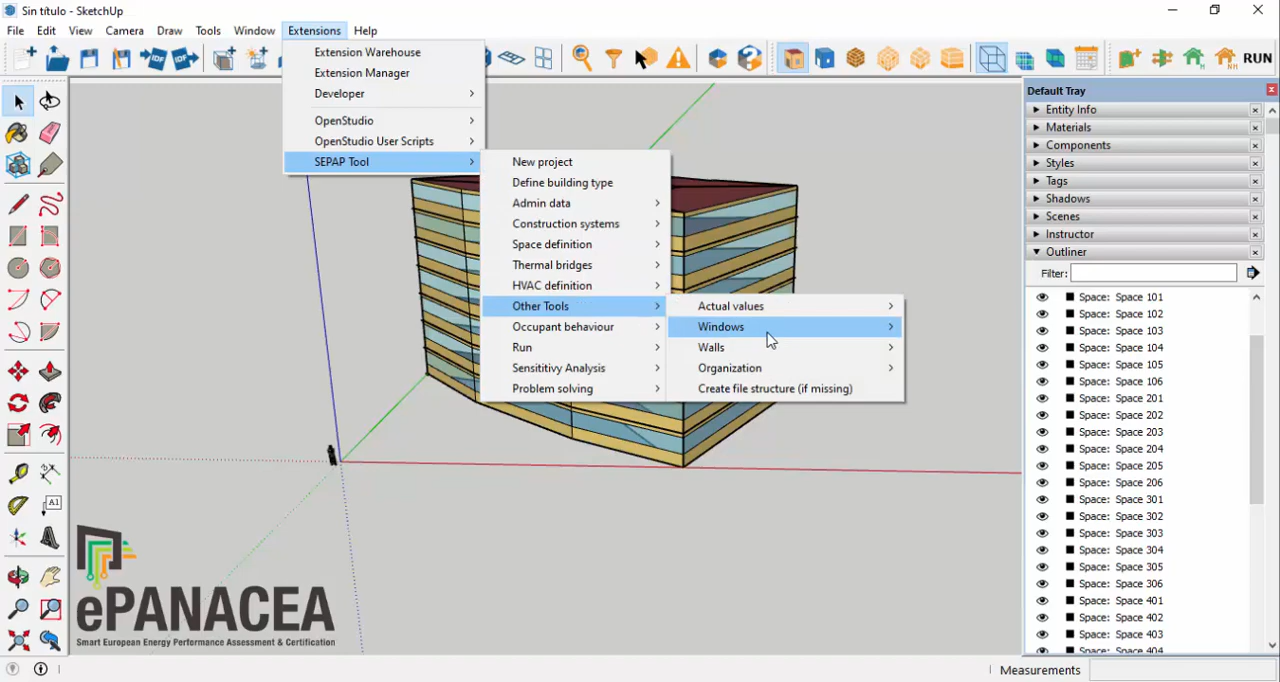 Sin título - SketchUp
File Edit View Camera Draw Tools Window Extensions Help
RUN
Extension Warehouse
Extension Manager
Developer
OpenStudio
OpenStudio User Scripts
SEPAP Tool
New project
Define building type
Admin data
Construction systems
Space definition
Thermal bridges
HVAC definition
Other Tools
Occupant behaviour
Run
Sensititivy Analysis
Problem solving
Actual values
Windows
Walls
Organization
Create file structure (if missing)
Default Tray
Entity Info
Materials
Components
Styles
Tags
Shadows
Scenes
Instructor
Outliner
Filter:
Space: Space 101
Space: Space 102
Space: Space 103
Space: Space 104
Space: Space 105
Space: Space 106
Space: Space 201
Space: Space 202
Space: Space 203
Space: Space 204
Space: Space 205
Space: Space 206
Space: Space 301
Space: Space 302
Space: Space 303
Space: Space 304
Space: Space 305
Space: Space 306
Space: Space 401
Space: Space 402
Space: Space 403
Space: Space 404
A1
IDF IDF
ePANACEA
Smart European Energy Performance Assessment & Certification
Measurements